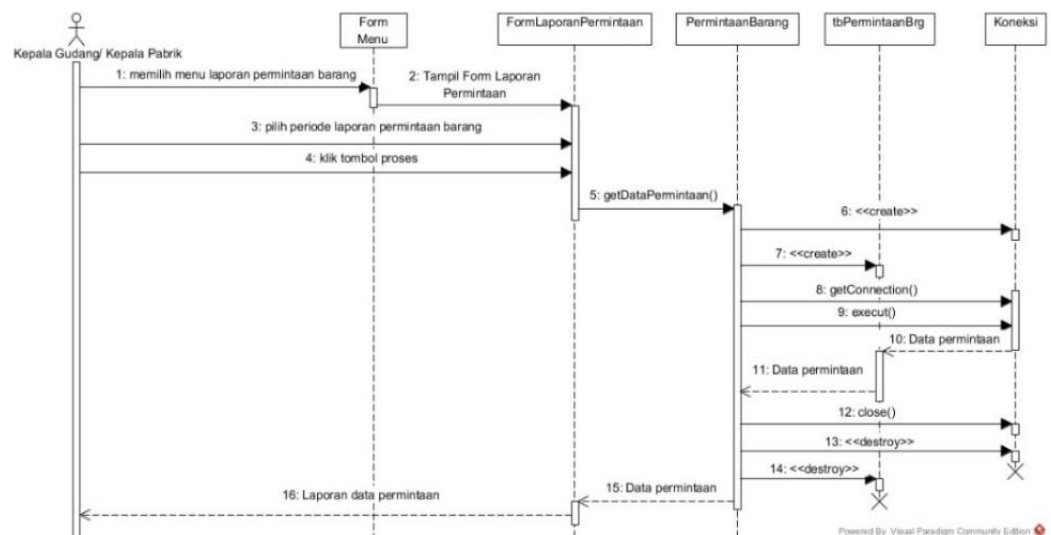 Form
Menu
FormLaporanPermintaan
PermintaanBarang
tbPermintaanBrg
Koneksi
Kepala Gudang/ Kepala Pabrik
1: memilih menu laporan permintaan barang
2: Tampil Form Laporan
Permintaan
3: pilih periode laporan permintaan barang
4: klik tombol proses
5: getDataPermintaan()
6: <<create>>
7: <<create>>
8: getConnection()
9: execut()
10: Data permintaan
11: Data permintaan
12: close()
13: <<destroy>>
14: <<destroy>>
15: Data permintaan
16: Laporan data permintaan
Powered By Visual Paradigm Community Edition